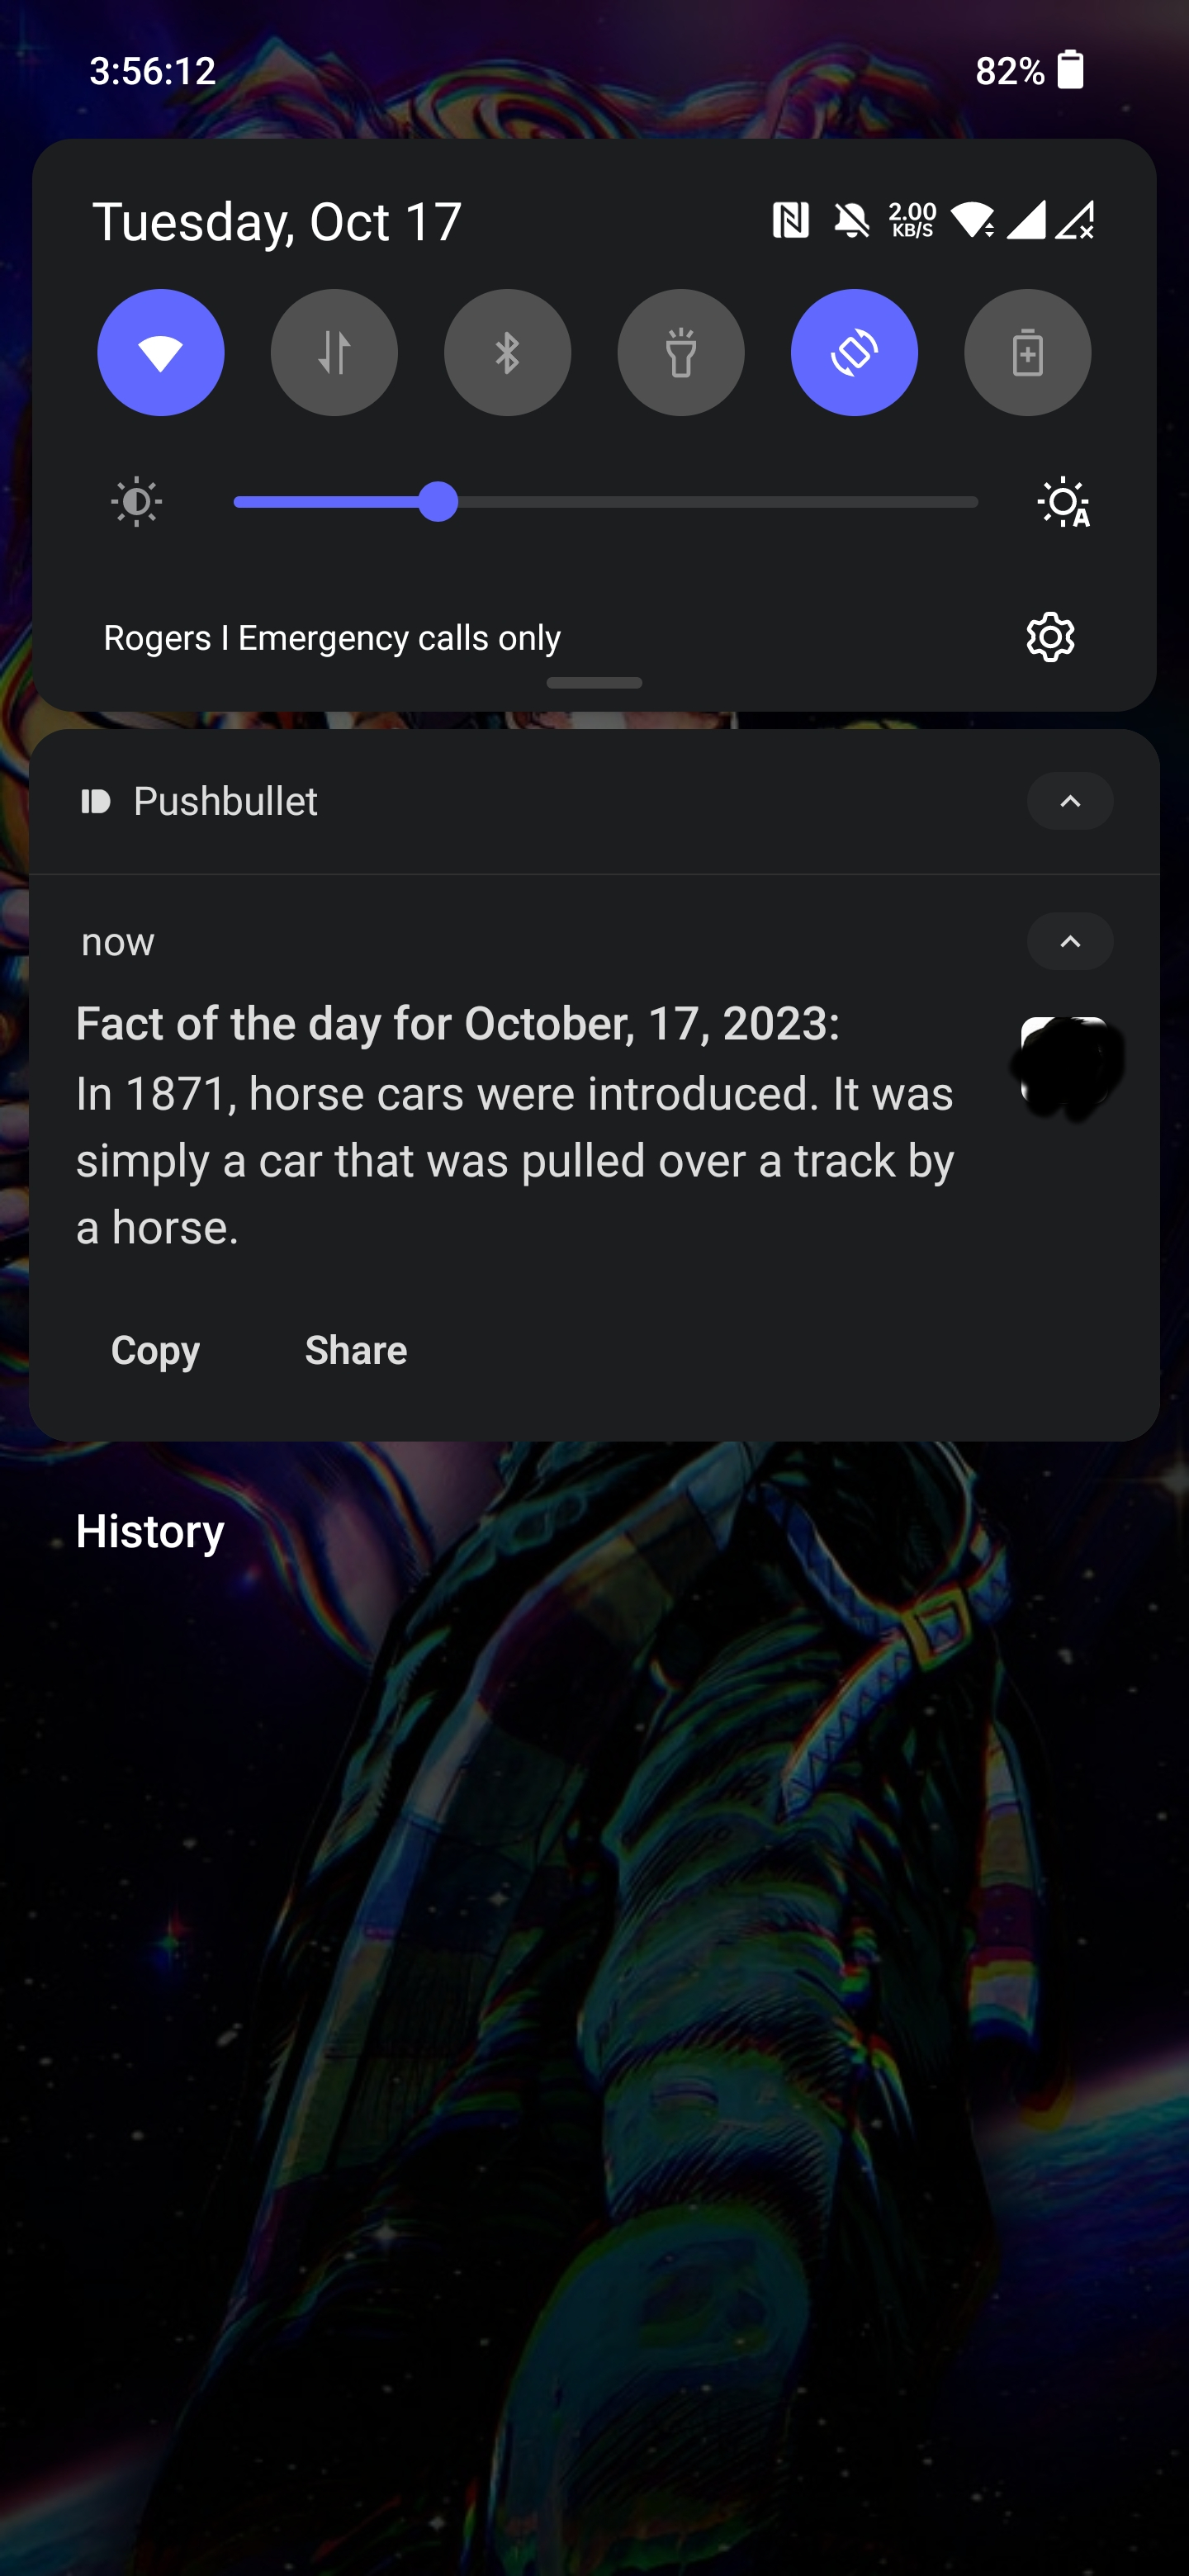 3:56:12 82%
Tuesday, Oct 17 2.00 KB/S
Rogers I Emergency calls only
Pushbullet
now
Fact of the day for October, 17, 2023:
In 1871, horse cars were introduced. It was
simply a car that was pulled over a track by
a horse.
Copy Share
History